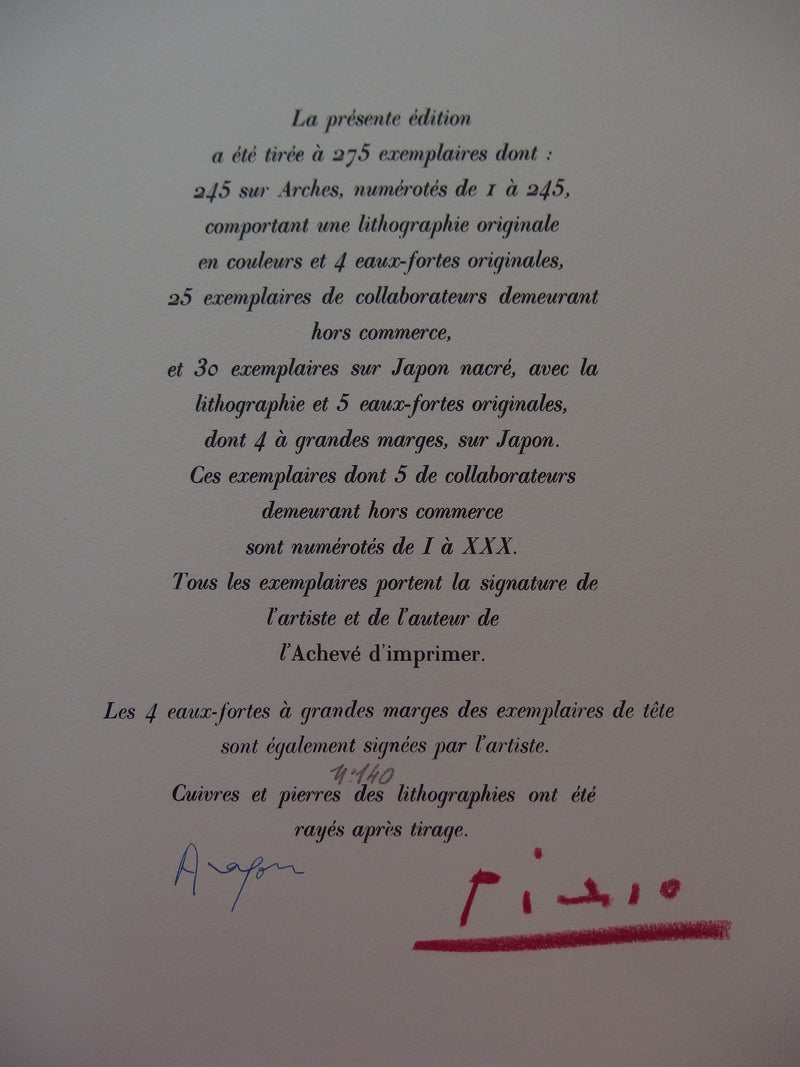 La présente édition
a été tirée à 275 exemplaires dont :
245 sur Arches, numérotés de 1 à 245,
comportant une lithographie originale
en couleurs et 4 eaux-fortes originales,
25 exemplaires de collaborateurs demeurant
hors commerce,
et 30 exemplaires sur Japon nacré, avec la
lithographie et 5 eaux-fortes originales,
dont 4 à grandes marges, sur Japon.
Ces exemplaires dont 5 de collaborateurs
demeurant hors commerce
sont numérotés de I à XXX.
Tous les exemplaires portent la signature de
l'artiste et de l'auteur de
l'Achevé d'imprimer.
Les 4 eaux-fortes à grandes marges des exemplaires de tête
sont également signées par l'artiste.
N°140
Cuivres et pierres des lithographies ont été
rayés après tirage.
Aragon
Picasso